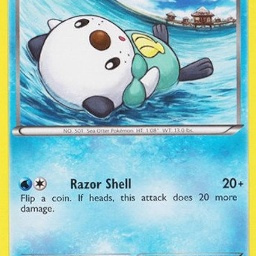 NO. 501 Sea Otter Pokémon HT. 1'08" WT. 13.0 lbs.
Razor Shell 20+
Flip a coin. If heads, this attack does 20 more
damage.